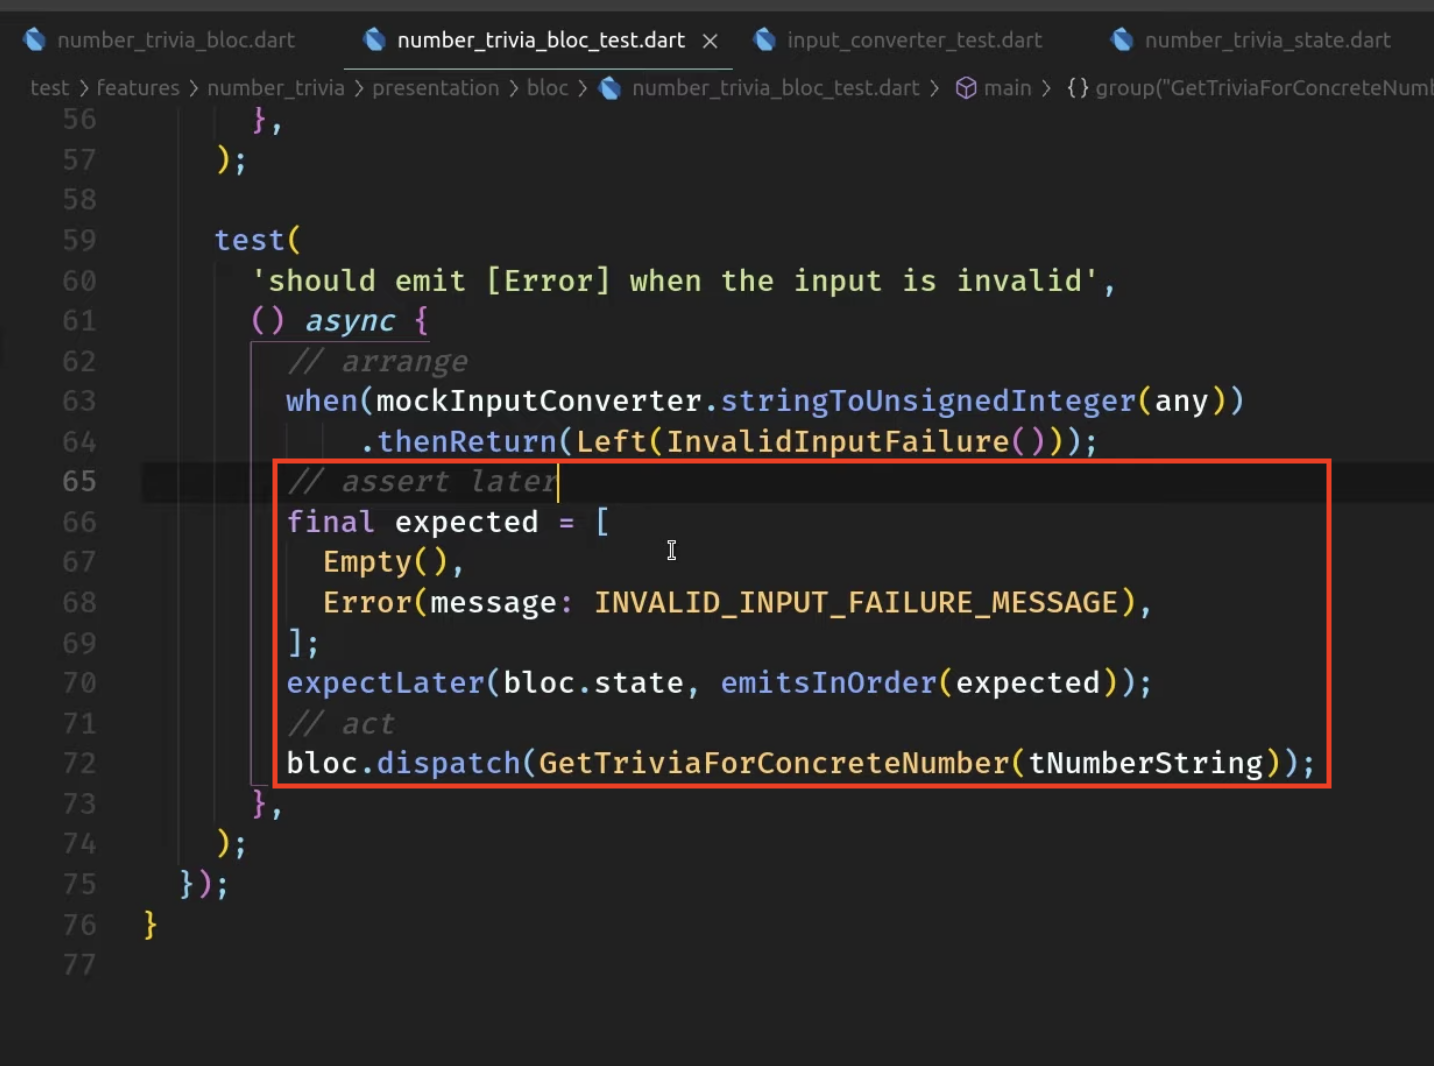 number_trivia_bloc.dart number_trivia_bloc_test.dart × input_converter_test.dart number_trivia_state.dart
test > features > number_trivia > presentation > bloc > number_trivia_bloc_test.dart > main > {} group("GetTriviaForConcreteNuml
56 },
57 );
58
59 test(
60 'should emit [Error] when the input is invalid',
61 () async {
62 // arrange
63 when(mockInputConverter.stringToUnsignedInteger(any))
64 .thenReturn(Left(InvalidInputFailure()));
65 // assert later
66 final expected = [
67 Empty(),
68 Error(message: INVALID_INPUT_FAILURE_MESSAGE),
69 ];
70 expectLater(bloc.state, emitsInOrder(expected));
71 // act
72 bloc.dispatch(GetTriviaForConcreteNumber(tNumberString));
73 },
74 );
75 });
76 }
77